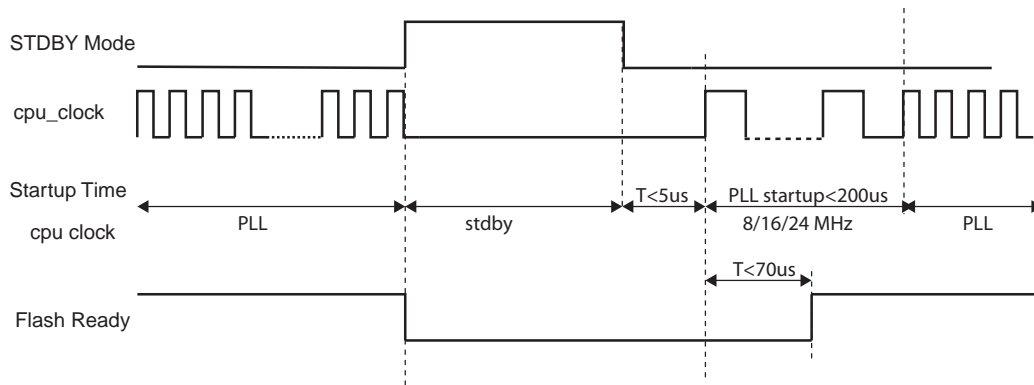 STDBY Mode
cpu_clock
Startup Time
T<5us
PLL startup<200us
cpu clock
PLL
stdby
8/16/24 MHz
PLL
T<70us
Flash Ready